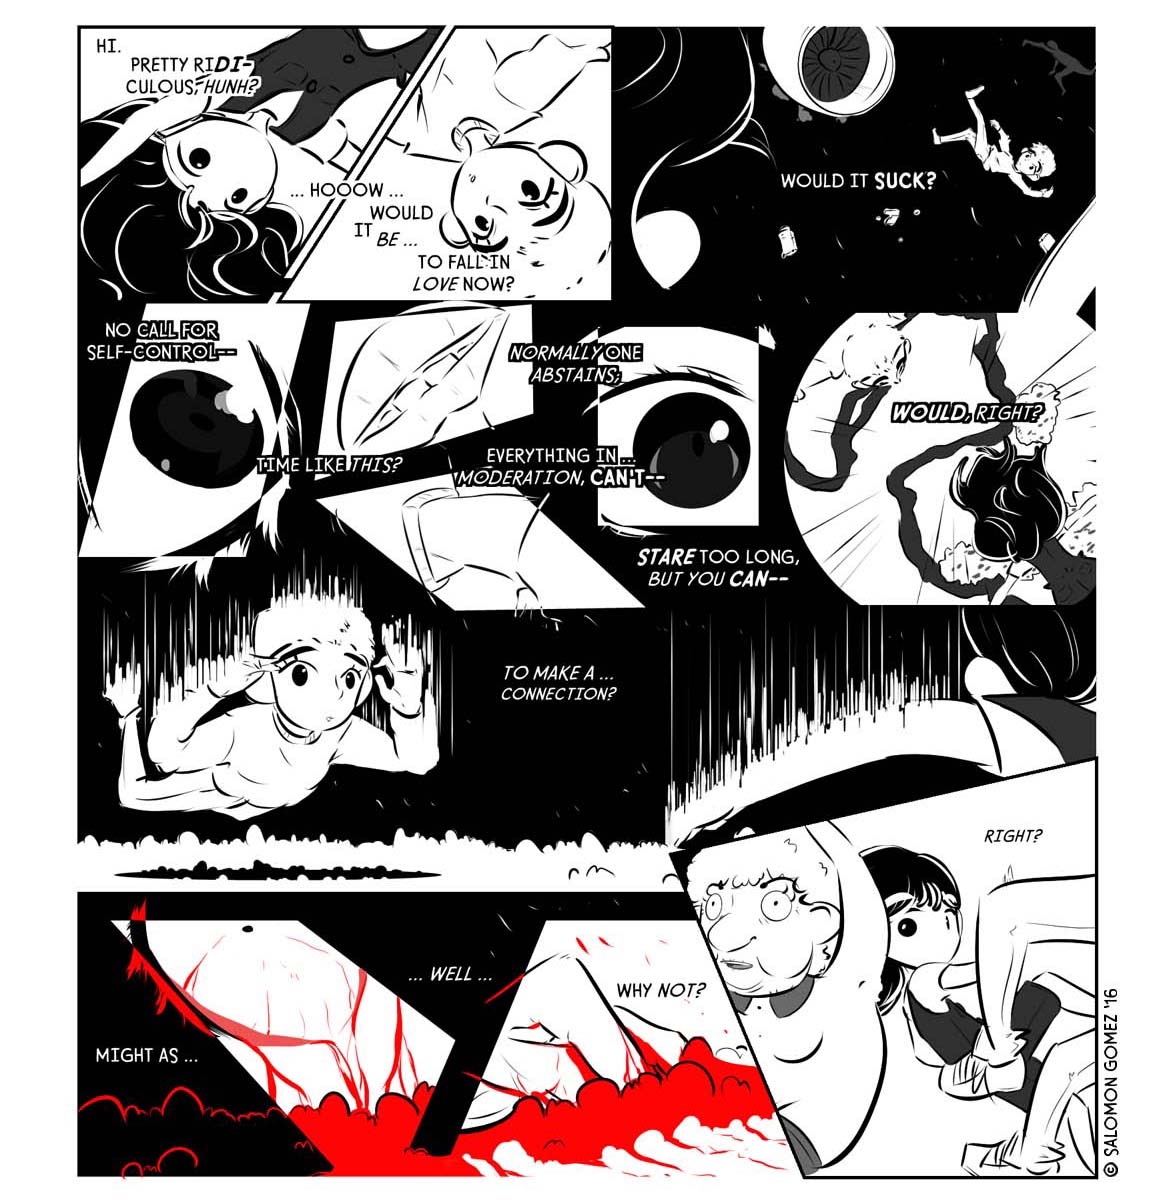 HI.
PRETTY RIDI-
CULOUS, HUNH?
... HOOOW ...
WOULD
IT BE ...
TO FALL IN
LOVE NOW?
WOULD IT SUCK?
NO CALL FOR
SELF-CONTROL--
TIME LIKE THIS?
NORMALLY ONE
ABSTAINS;
EVERYTHING IN ...
MODERATION, CAN'T--
WOULD, RIGHT?
STARE TOO LONG,
BUT YOU CAN--
TO MAKE A ...
CONNECTION?
RIGHT?
MIGHT AS ...
... WELL ...
WHY NOT?
© SALOMON GOMEZ '16